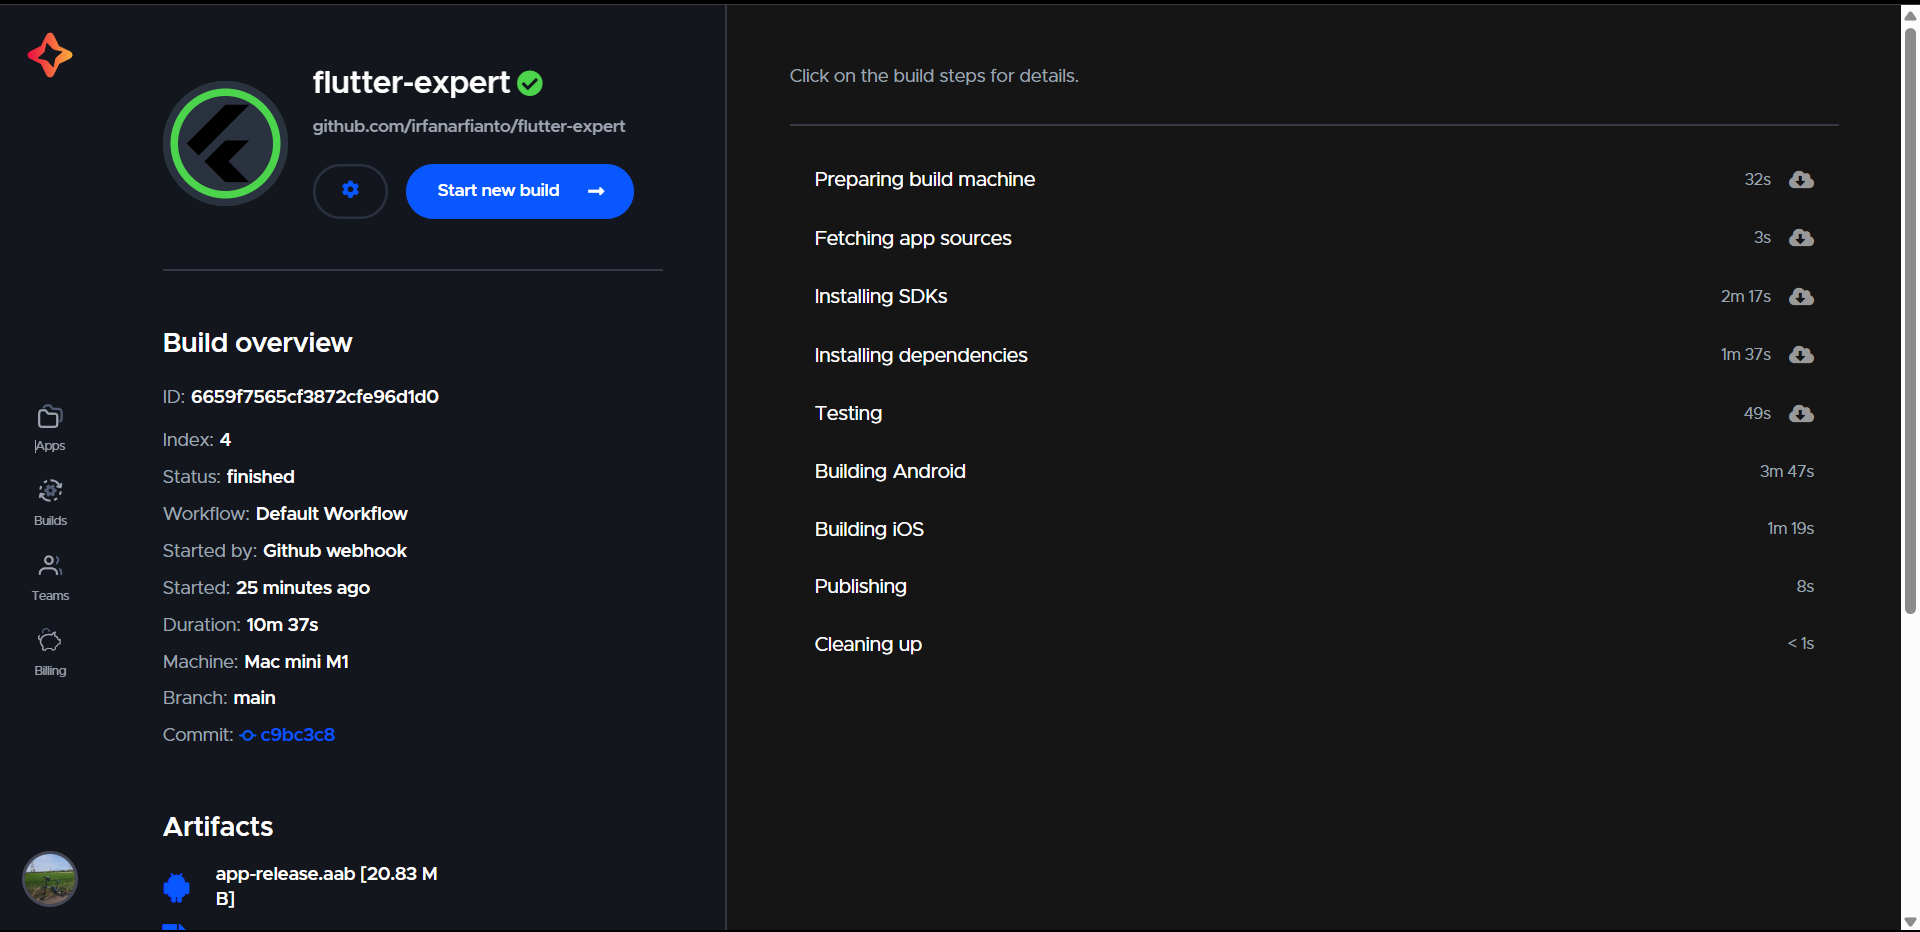 flutter-expert
github.com/irfanarfianto/flutter-expert
Start new build
Build overview
ID: 6659f7565cf3872cfe96d1d0
Index: 4
Status: finished
Workflow: Default Workflow
Started by: Github webhook
Started: 25 minutes ago
Duration: 10m 37s
Machine: Mac mini M1
Branch: main
Commit: c9bc3c8
Artifacts
app-release.aab [20.83 M
B]
Apps
Builds
Teams
Billing
Click on the build steps for details.
Preparing build machine 32s
Fetching app sources 3s
Installing SDKs 2m 17s
Installing dependencies 1m 37s
Testing 49s
Building Android 3m 47s
Building iOS 1m 19s
Publishing 8s
Cleaning up < 1s